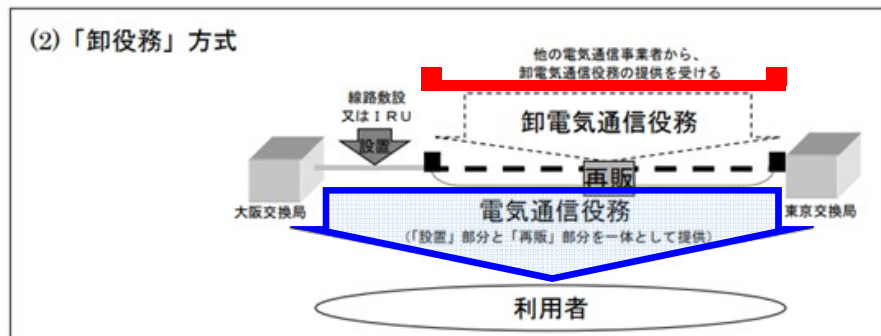 (2)「卸役務」方式
他の電気通信事業者から、
卸電気通信役務の提供を受ける
線路敷設
又はＩＲＵ
卸電気通信役務
設置
再販
大阪交換局
電気通信役務
東京交換局
(「設置」部分と「再販」部分を一体として提供)
利用者